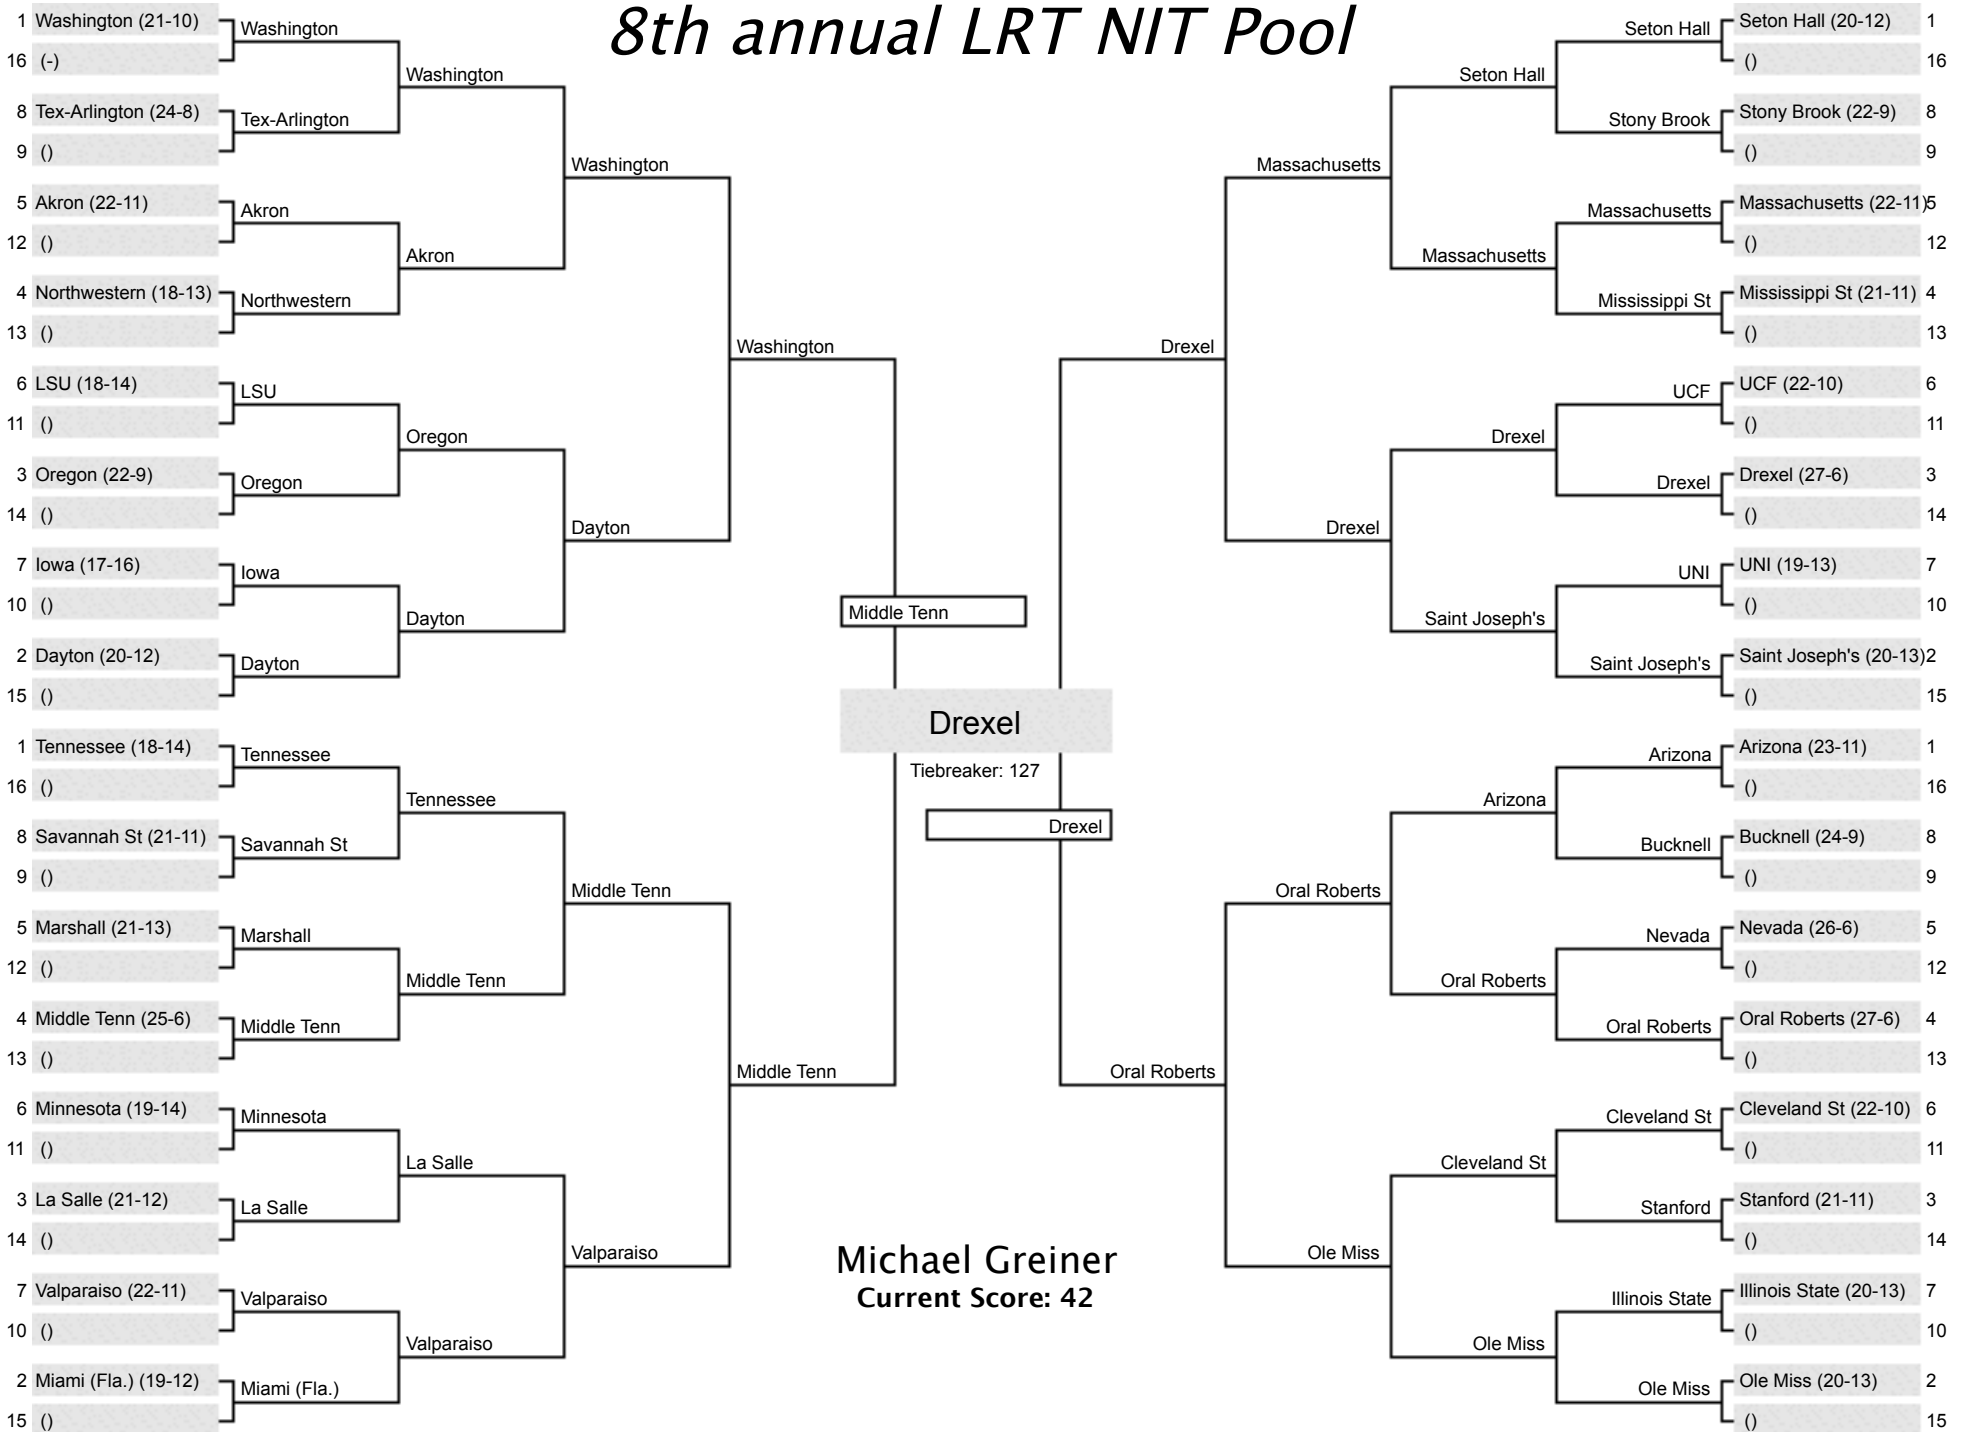 8th annual LRT NIT Pool
1 Washington (21-10)
16 (-)
8 Tex-Arlington (24-8)
9 ()
5 Akron (22-11)
12 ()
4 Northwestern (18-13)
13 ()
6 LSU (18-14)
11 ()
3 Oregon (22-9)
14 ()
7 Iowa (17-16)
10 ()
2 Dayton (20-12)
15 ()
1 Tennessee (18-14)
16 ()
8 Savannah St (21-11)
9 ()
5 Marshall (21-13)
12 ()
4 Middle Tenn (25-6)
13 ()
6 Minnesota (19-14)
11 ()
3 La Salle (21-12)
14 ()
7 Valparaiso (22-11)
10 ()
2 Miami (Fla.) (19-12)
15 ()
Washington
Tex-Arlington
Akron
Northwestern
LSU
Oregon
Iowa
Dayton
Tennessee
Savannah St
Marshall
Middle Tenn
Minnesota
La Salle
Valparaiso
Miami (Fla.)
Washington
Akron
Oregon
Dayton
Tennessee
Middle Tenn
La Salle
Valparaiso
Washington
Dayton
Middle Tenn
Valparaiso
Washington
Middle Tenn
Middle Tenn
Drexel
Tiebreaker: 127
Drexel
Michael Greiner
Current Score: 42
Drexel
Oral Roberts
Massachusetts
Drexel
Oral Roberts
Ole Miss
Seton Hall
Massachusetts
Drexel
Saint Joseph's
Arizona
Oral Roberts
Cleveland St
Ole Miss
Seton Hall
Stony Brook
Massachusetts
Mississippi St
UCF
Drexel
UNI
Saint Joseph's
Arizona
Bucknell
Nevada
Oral Roberts
Cleveland St
Stanford
Illinois State
Ole Miss
Seton Hall (20-12) 1
() 16
Stony Brook (22-9) 8
() 9
Massachusetts (22-11) 5
() 12
Mississippi St (21-11) 4
() 13
UCF (22-10) 6
() 11
Drexel (27-6) 3
() 14
UNI (19-13) 7
() 10
Saint Joseph's (20-13) 2
() 15
Arizona (23-11) 1
() 16
Bucknell (24-9) 8
() 9
Nevada (26-6) 5
() 12
Oral Roberts (27-6) 4
() 13
Cleveland St (22-10) 6
() 11
Stanford (21-11) 3
() 14
Illinois State (20-13) 7
() 10
Ole Miss (20-13) 2
() 15